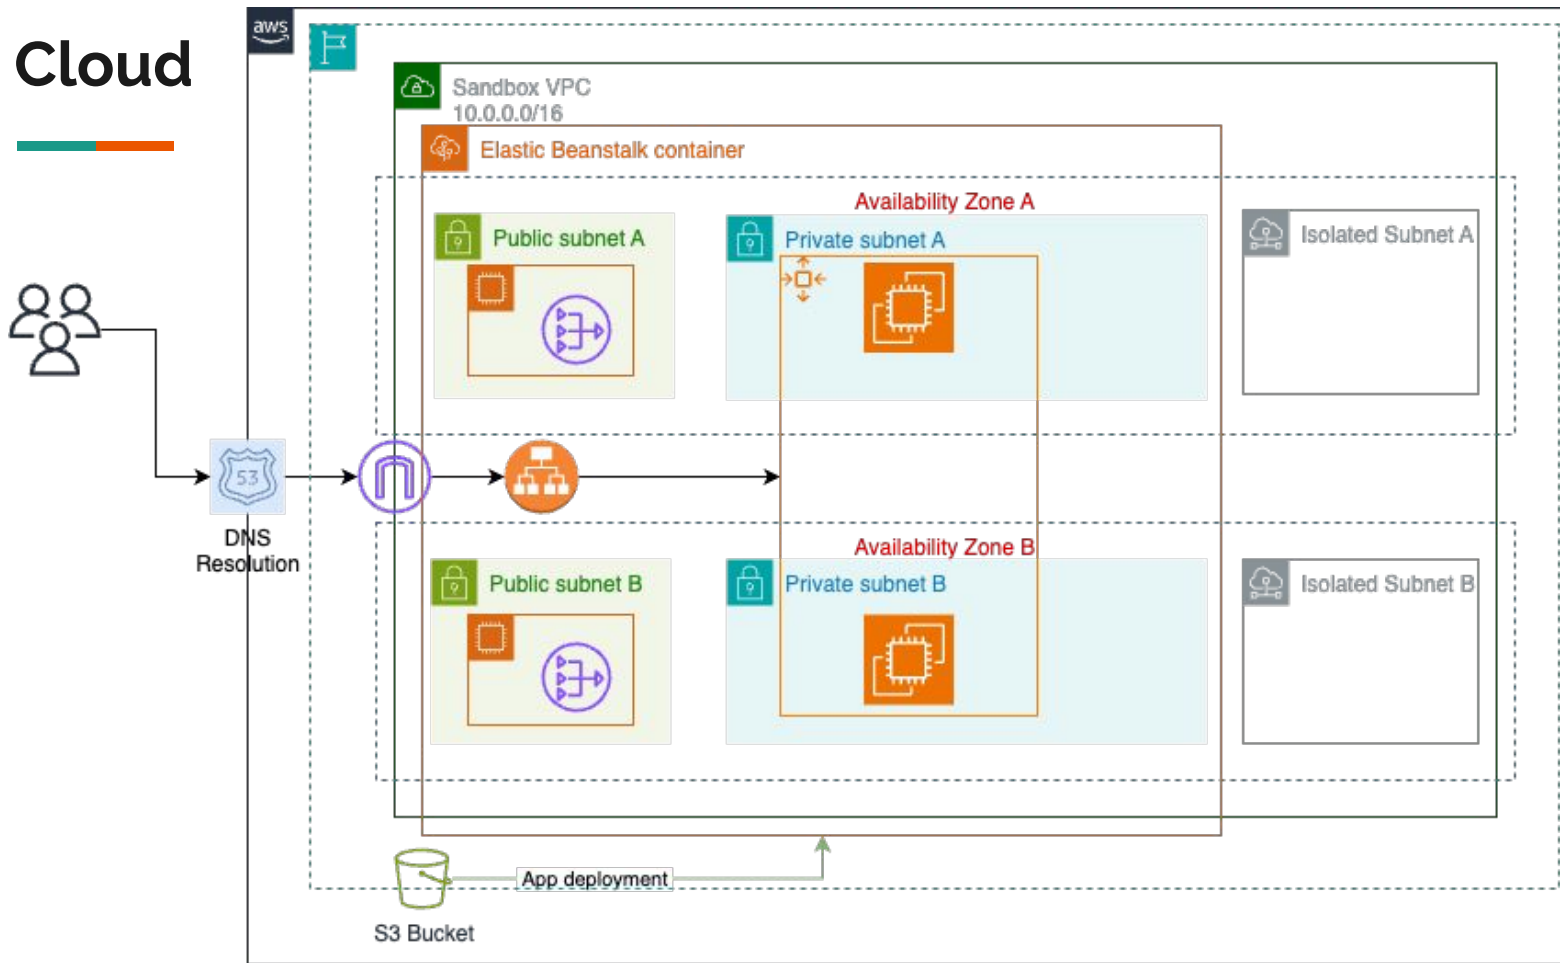 Cloud
aws
Sandbox VPC
10.0.0.0/16
Elastic Beanstalk container
Availability Zone A
Public subnet A
Private subnet A
Isolated Subnet A
53
DNS
Resolution
Availability Zone B
Public subnet B
Private subnet B
Isolated Subnet B
App deployment
S3 Bucket